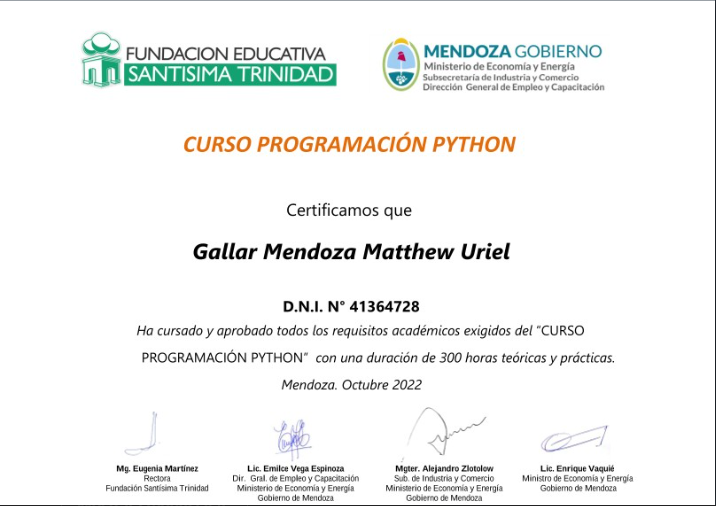 FUNDACION EDUCATIVA
SANTISIMA TRINIDAD
MENDOZA GOBIERNO
Ministerio de Economía y Energía
Subsecretaría de Industria y Comercio
Dirección General de Empleo y Capacitación
CURSO PROGRAMACIÓN PYTHON
Certificamos que
Gallar Mendoza Matthew Uriel
D.N.I. N° 41364728
Ha cursado y aprobado todos los requisitos académicos exigidos del “CURSO
PROGRAMACIÓN PYTHON” con una duración de 300 horas teóricas y prácticas.
Mendoza. Octubre 2022
Mg. Eugenia Martínez
Rectora
Fundación Santísima Trinidad
Lic. Emilce Vega Espinoza
Dir. Gral. de Empleo y Capacitación
Ministerio de Economía y Energía
Gobierno de Mendoza
Mgter. Alejandro Zlotolow
Sub. de Industria y Comercio
Ministerio de Economía y Energía
Gobierno de Mendoza
Lic. Enrique Vaquié
Ministro de Economía y Energía
Gobierno de Mendoza